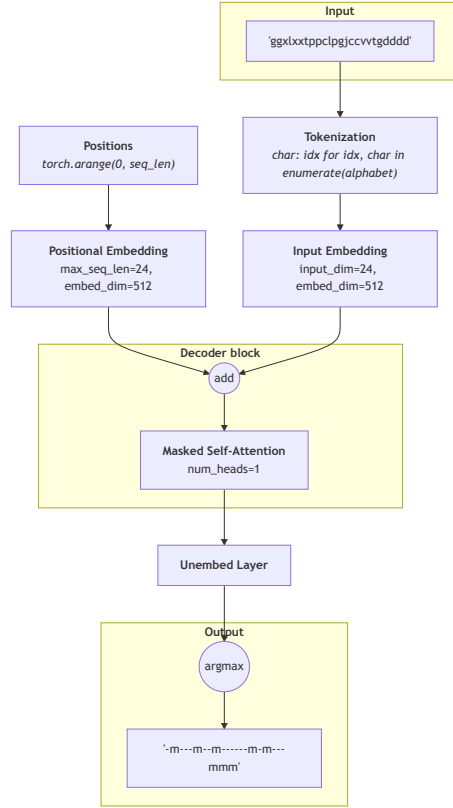 Input
'ggxlxxtppclpgjccvvtgdddd'
Tokenization
char: idx for idx, char in
enumerate(alphabet)
Positions
torch.arange(0, seq_len)
Positional Embedding
max_seq_len=24,
embed_dim=512
Input Embedding
input_dim=24,
embed_dim=512
Decoder block
add
Masked Self-Attention
num_heads=1
Unembed Layer
Output
argmax
'-m---m--m------m-m---
mmm'